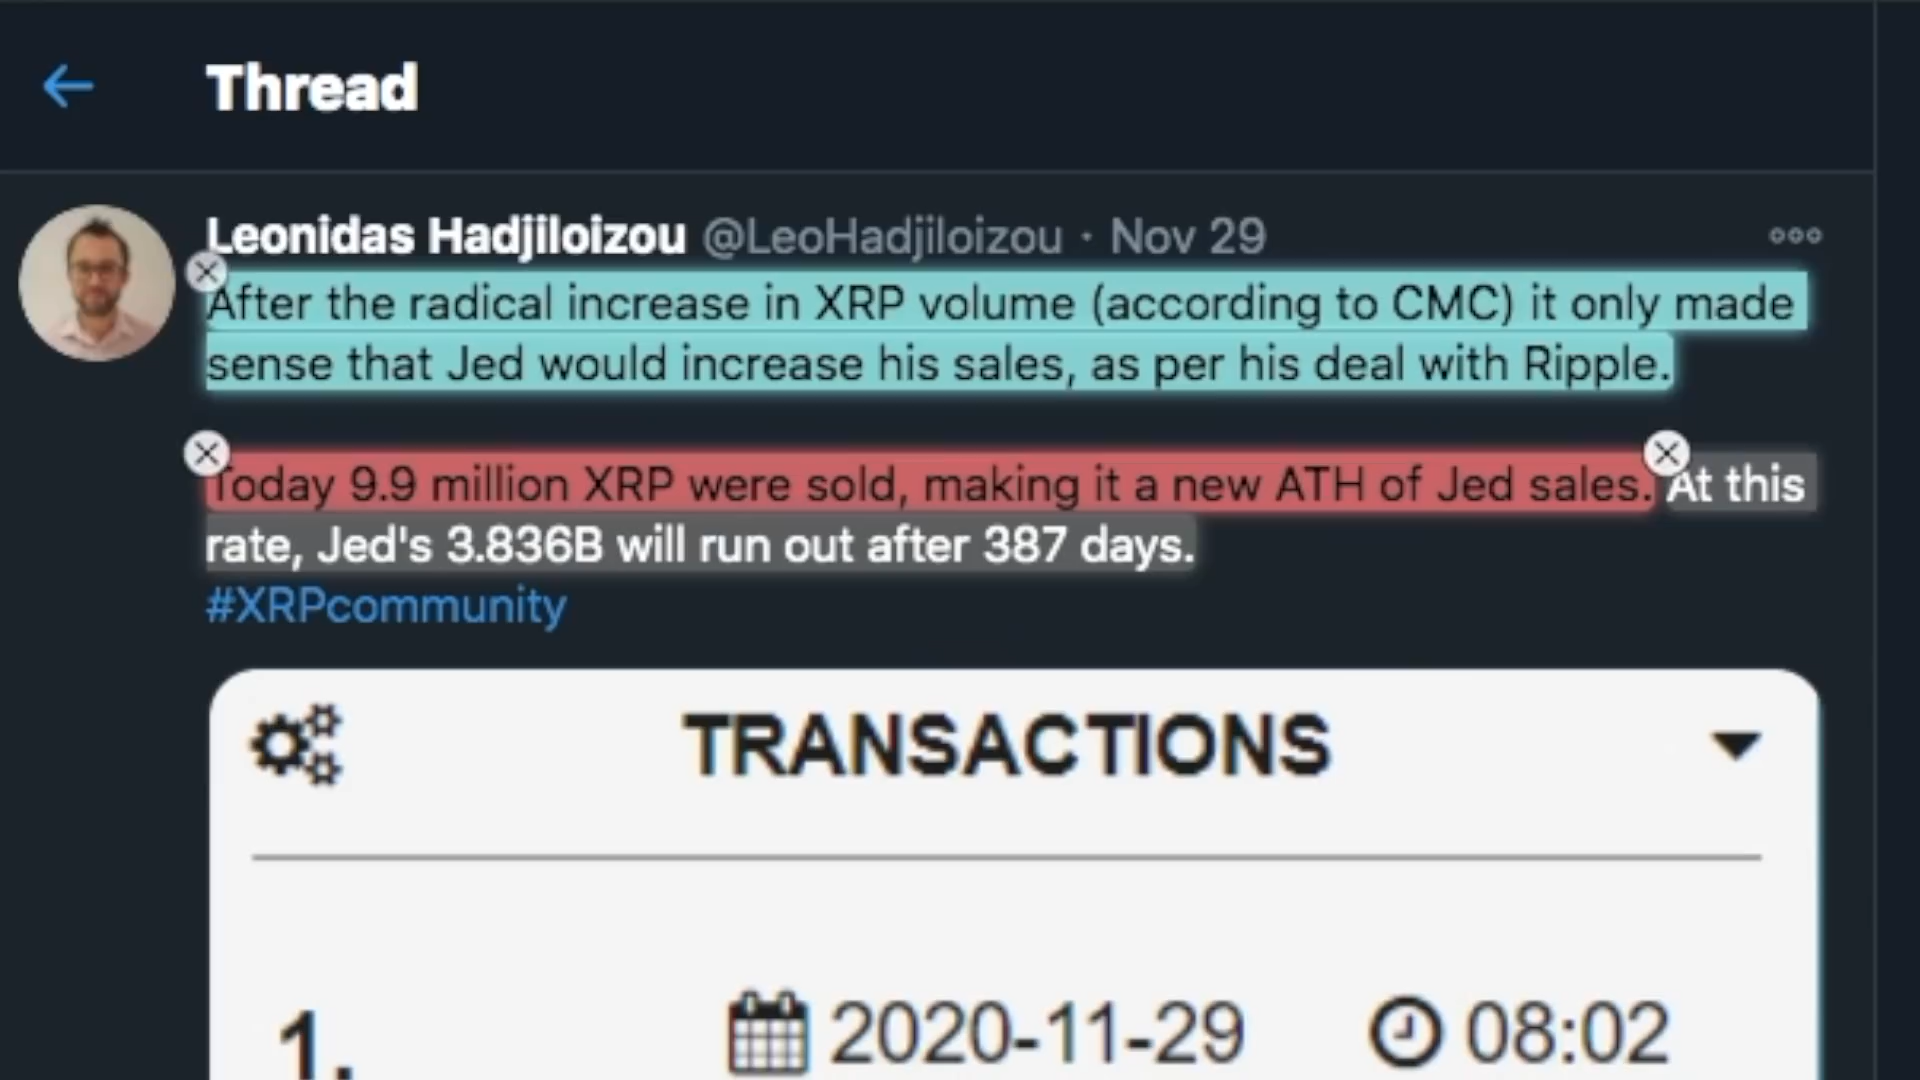 Thread
Leonidas Hadjiloizou @LeoHadjiloizou · Nov 29
After the radical increase in XRP volume (according to CMC) it only made
sense that Jed would increase his sales, as per his deal with Ripple.
Today 9.9 million XRP were sold, making it a new ATH of Jed sales. At this
rate, Jed's 3.836B will run out after 387 days.
#XRPcommunity
TRANSACTIONS
1. 2020-11-29 08:02